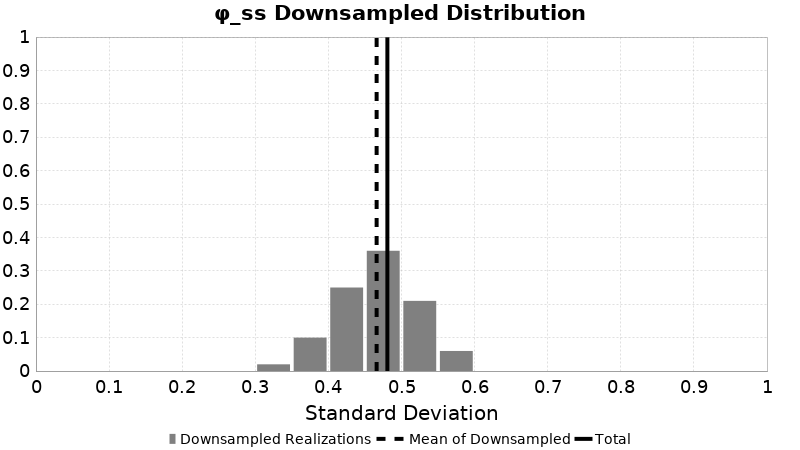 φ_ss Downsampled Distribution
1
0.9
0.8
0.7
0.6
0.5
0.4
0.3
0.2
0.1
0
0 0.1 0.2 0.3 0.4 0.5 0.6 0.7 0.8 0.9 1
Standard Deviation
Downsampled Realizations Mean of Downsampled Total